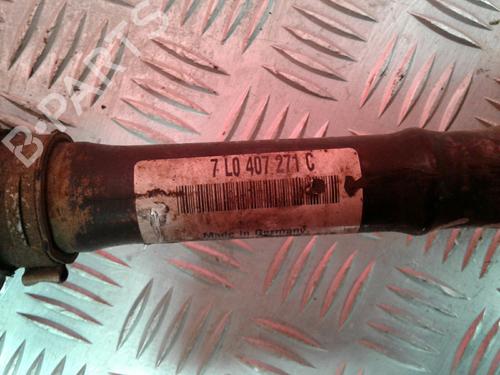 B-PARTS
7 L0 407 271 C
Made in Germany.